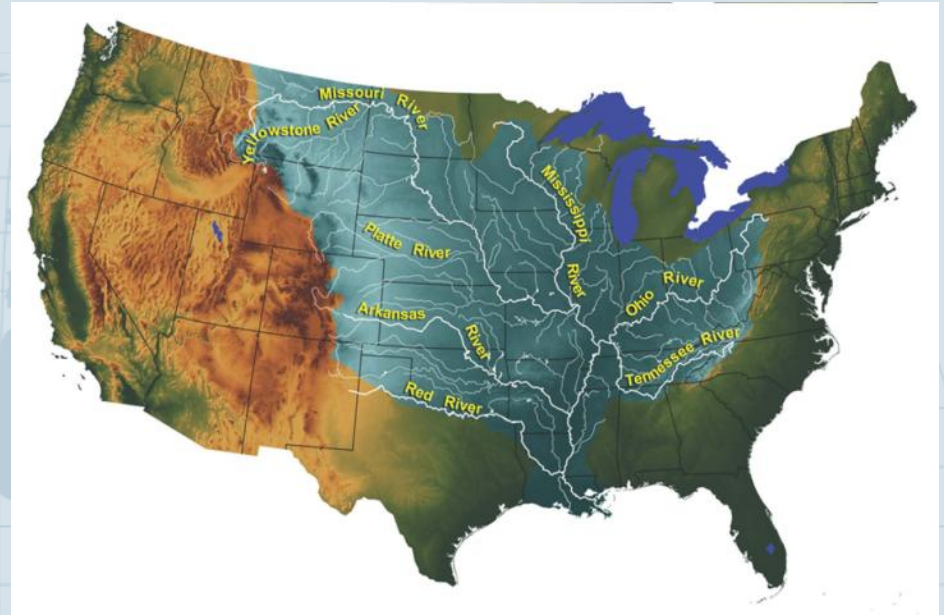 Missouri River
Yellowstone River
Mississippi River
Platte River
Ohio River
Arkansas River
Tennessee River
Red River